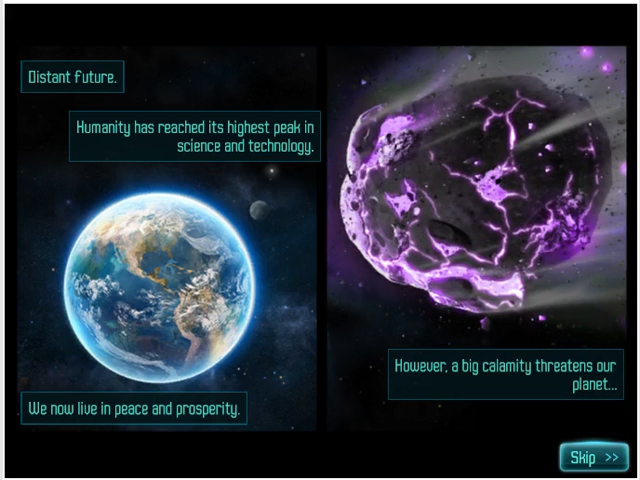 Distant future.
Humanity has reached its highest peak in
science and technology.
We now live in peace and prosperity.
However, a big calamity threatens our
planet...
Skip >>